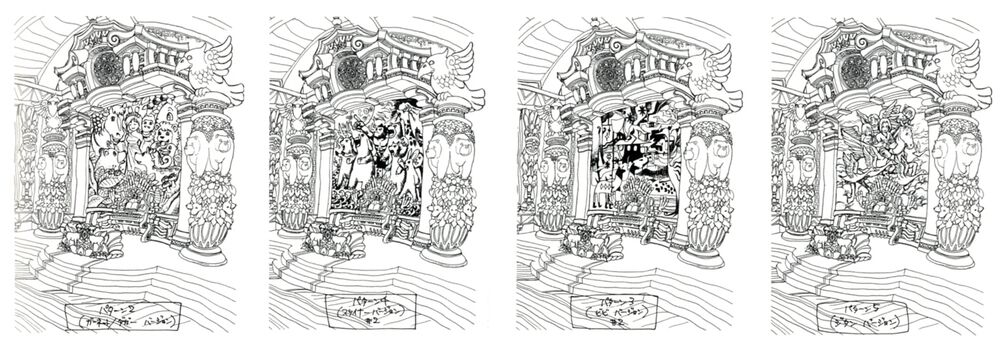 パターン2
(ガーネット/ダガー バージョン)
パターン4
(スタイナーバージョン)
#2
パターン3
(ビビ バージョン)
#2
パターン5
(ジタン バージョン)